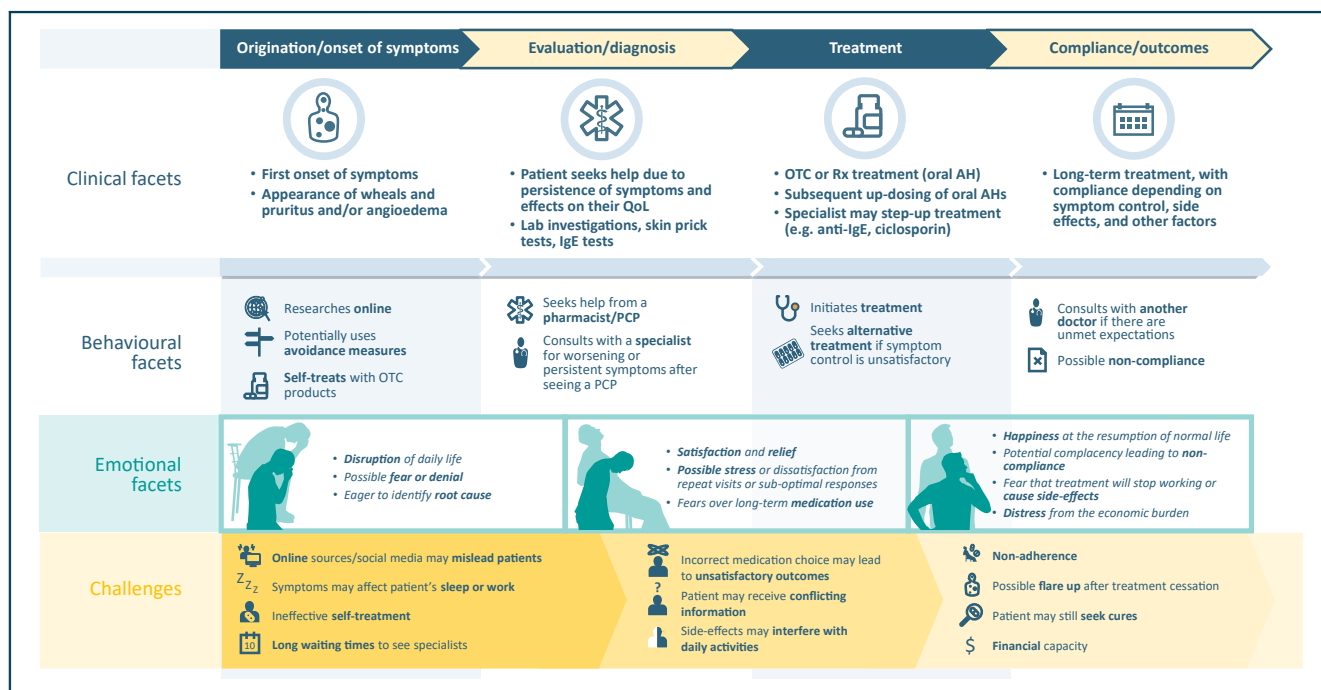 Origination/onset of symptoms
Evaluation/diagnosis
Treatment
Compliance/outcomes
Clinical facets
• First onset of symptoms
• Appearance of wheals and
pruritus and/or angioedema
• Patient seeks help due to
persistence of symptoms and
effects on their QoL
• Lab investigations, skin prick
tests, IgE tests
• OTC or Rx treatment (oral AH)
• Subsequent up-dosing of oral AHs
• Specialist may step-up treatment
(e.g. anti-IgE, ciclosporin)
• Long-term treatment, with
compliance depending on
symptom control, side
effects, and other factors
Behavioural
facets
Researches online
Potentially uses
avoidance measures
Self-treats with OTC
products
Seeks help from a
pharmacist/PCP
Consults with a specialist
for worsening or
persistent symptoms after
seeing a PCP
Initiates treatment
Seeks alternative
treatment if symptom
control is unsatisfactory
Consults with another
doctor if there are
unmet expectations
Possible non-compliance
Emotional
facets
• Disruption of daily life
• Possible fear or denial
• Eager to identify root cause
• Satisfaction and relief
• Possible stress or dissatisfaction from
repeat visits or sub-optimal responses
• Fears over long-term medication use
• Happiness at the resumption of normal life
• Potential complacency leading to non-
compliance
• Fear that treatment will stop working or
cause side-effects
• Distress from the economic burden
Challenges
Online sources/social media may mislead patients
ZZZ Symptoms may affect patient's sleep or work
Ineffective self-treatment
10 Long waiting times to see specialists
Incorrect medication choice may lead
to unsatisfactory outcomes
?
Patient may receive conflicting
information
Side-effects may interfere with
daily activities
Non-adherence
Possible flare up after treatment cessation
Patient may still seek cures
$ Financial capacity